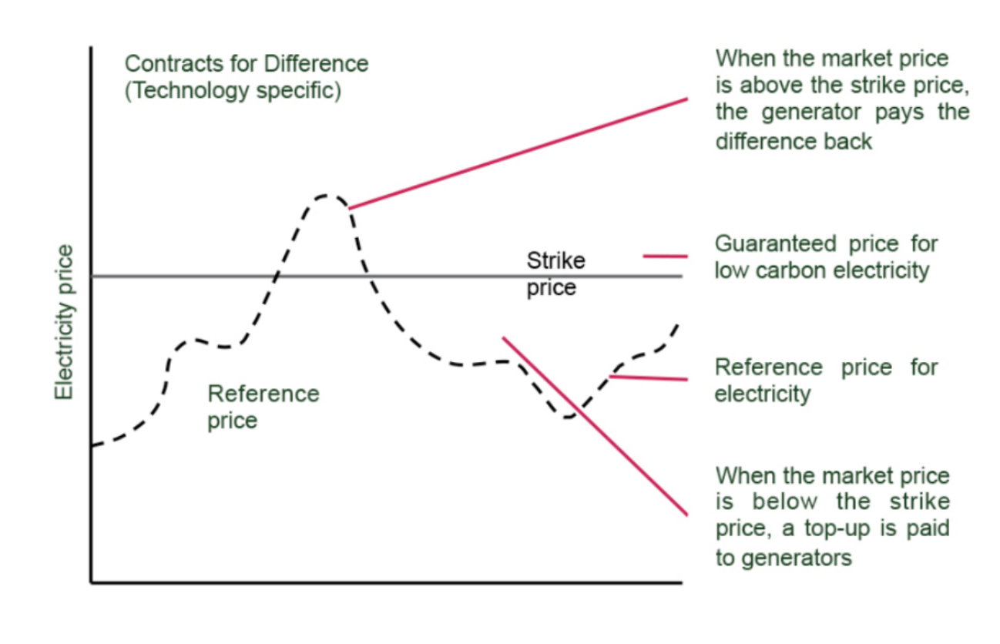 Contracts for Difference
(Technology specific)
When the market price
is above the strike price,
the generator pays the
difference back
Strike
price
Guaranteed price for
low carbon electricity
Electricity price
Reference
price
Reference price for
electricity
When the market price
is below the strike
price, a top-up is paid
to generators